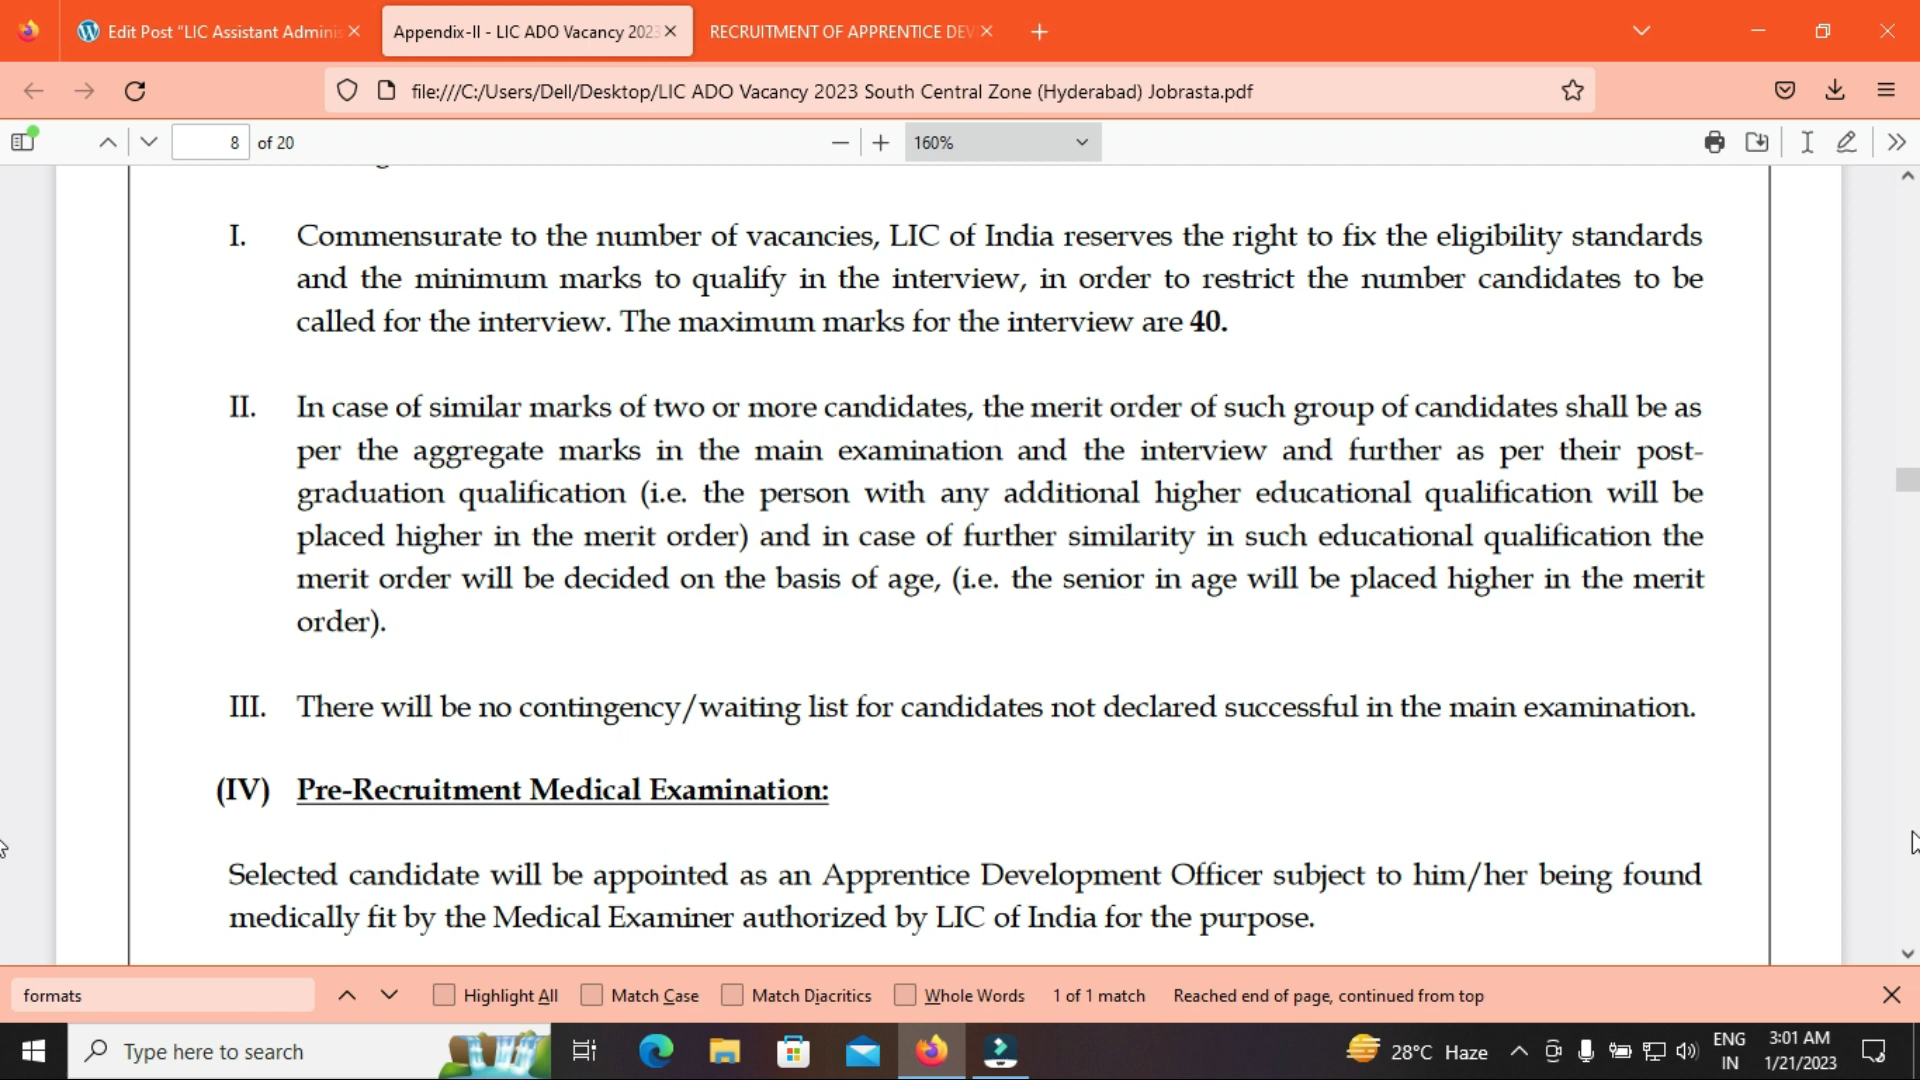 Edit Post "LIC Assistant Adminis
Appendix-II - LIC ADO Vacancy 2023
RECRUITMENT OF APPRENTICE DEV
file:///C:/Users/Dell/Desktop/LIC ADO Vacancy 2023 South Central Zone (Hyderabad) Jobrasta.pdf
8 of 20
160%
I. Commensurate to the number of vacancies, LIC of India reserves the right to fix the eligibility standards
and the minimum marks to qualify in the interview, in order to restrict the number candidates to be
called for the interview. The maximum marks for the interview are 40.
II. In case of similar marks of two or more candidates, the merit order of such group of candidates shall be as
per the aggregate marks in the main examination and the interview and further as per their post-
graduation qualification (i.e. the person with any additional higher educational qualification will be
placed higher in the merit order) and in case of further similarity in such educational qualification the
merit order will be decided on the basis of age, (i.e. the senior in age will be placed higher in the merit
order).
III. There will be no contingency/waiting list for candidates not declared successful in the main examination.
(IV) Pre-Recruitment Medical Examination:
Selected candidate will be appointed as an Apprentice Development Officer subject to him/her being found
medically fit by the Medical Examiner authorized by LIC of India for the purpose.
formats
Highlight All
Match Case
Match Diacritics
Whole Words
1 of 1 match
Reached end of page, continued from top
Type here to search
28°C Haze
ENG
IN
3:01 AM
1/21/2023